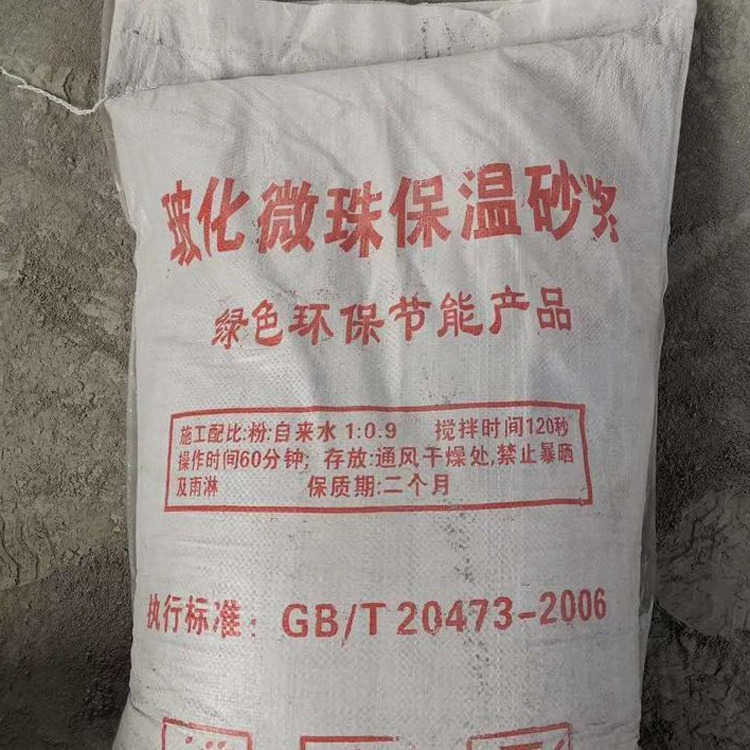 玻化微珠保温砂浆
绿色环保节能产品
施工配比:粉:自来水 1:0.9 搅拌时间120秒
操作时间60分钟; 存放:通风干燥处,禁止暴晒
及雨淋 保质期:二个月
执行标准: GB/T 20473-2006